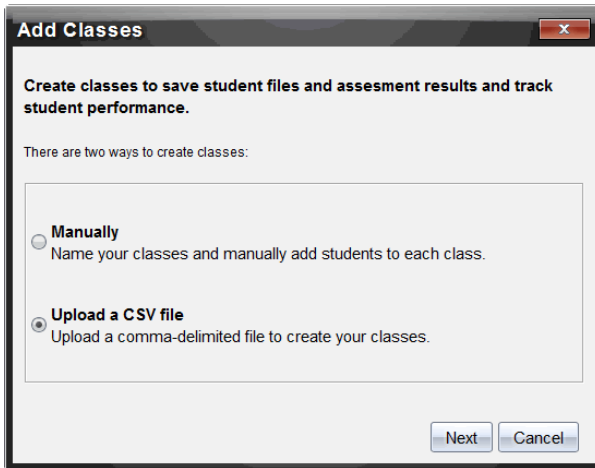 Add Classes
x
Create classes to save student files and assesment results and track
student performance.
There are two ways to create classes:
Manually
Name your classes and manually add students to each class.
Upload a CSV file
Upload a comma-delimited file to create your classes.
Next Cancel